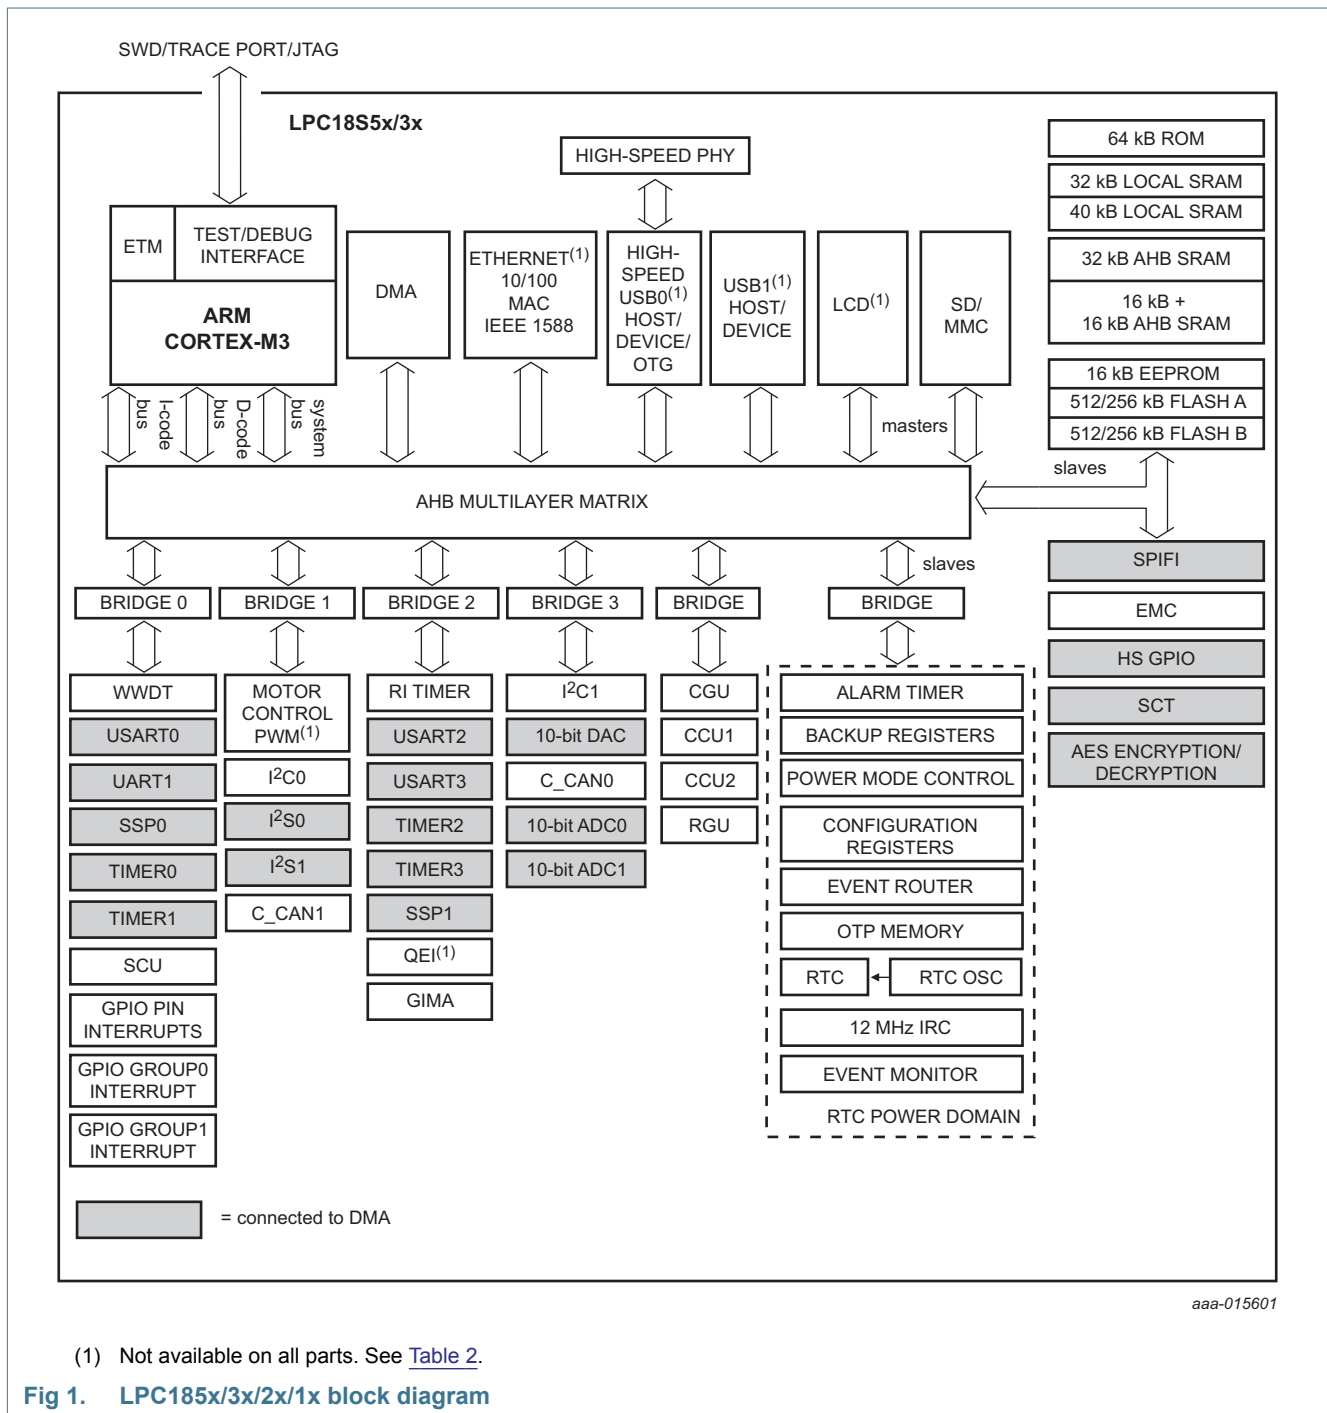 SWD/TRACE PORT/JTAG
LPC18S5x/3x
HIGH-SPEED PHY
ETM
TEST/DEBUG
INTERFACE
ARM
CORTEX-M3
DMA
ETHERNET(1)
10/100
MAC
IEEE 1588
HIGH-
SPEED
USB0(1)
HOST/
DEVICE/
OTG
USB1(1)
HOST/
DEVICE
LCD(1)
SD/
MMC
64 kB ROM
32 kB LOCAL SRAM
40 kB LOCAL SRAM
32 kB AHB SRAM
16 kB +
16 kB AHB SRAM
16 kB EEPROM
512/256 kB FLASH A
512/256 kB FLASH B
I-code
bus
D-code
bus
system
bus
masters
slaves
AHB MULTILAYER MATRIX
slaves
BRIDGE 0
BRIDGE 1
BRIDGE 2
BRIDGE 3
BRIDGE
BRIDGE
WWDT
USART0
UART1
SSP0
TIMER0
TIMER1
SCU
GPIO PIN
INTERRUPTS
GPIO GROUP0
INTERRUPT
GPIO GROUP1
INTERRUPT
MOTOR
CONTROL
PWM(1)
I2C0
I2S0
I2S1
C_CAN1
RI TIMER
USART2
USART3
TIMER2
TIMER3
SSP1
QEI(1)
GIMA
I2C1
10-bit DAC
C_CAN0
10-bit ADC0
10-bit ADC1
CGU
CCU1
CCU2
RGU
ALARM TIMER
BACKUP REGISTERS
POWER MODE CONTROL
CONFIGURATION
REGISTERS
EVENT ROUTER
OTP MEMORY
RTC
RTC OSC
12 MHz IRC
EVENT MONITOR
RTC POWER DOMAIN
SPIFI
EMC
HS GPIO
SCT
AES ENCRYPTION/
DECRYPTION
= connected to DMA
aaa-015601
(1) Not available on all parts. See Table 2.
Fig 1. LPC185x/3x/2x/1x block diagram